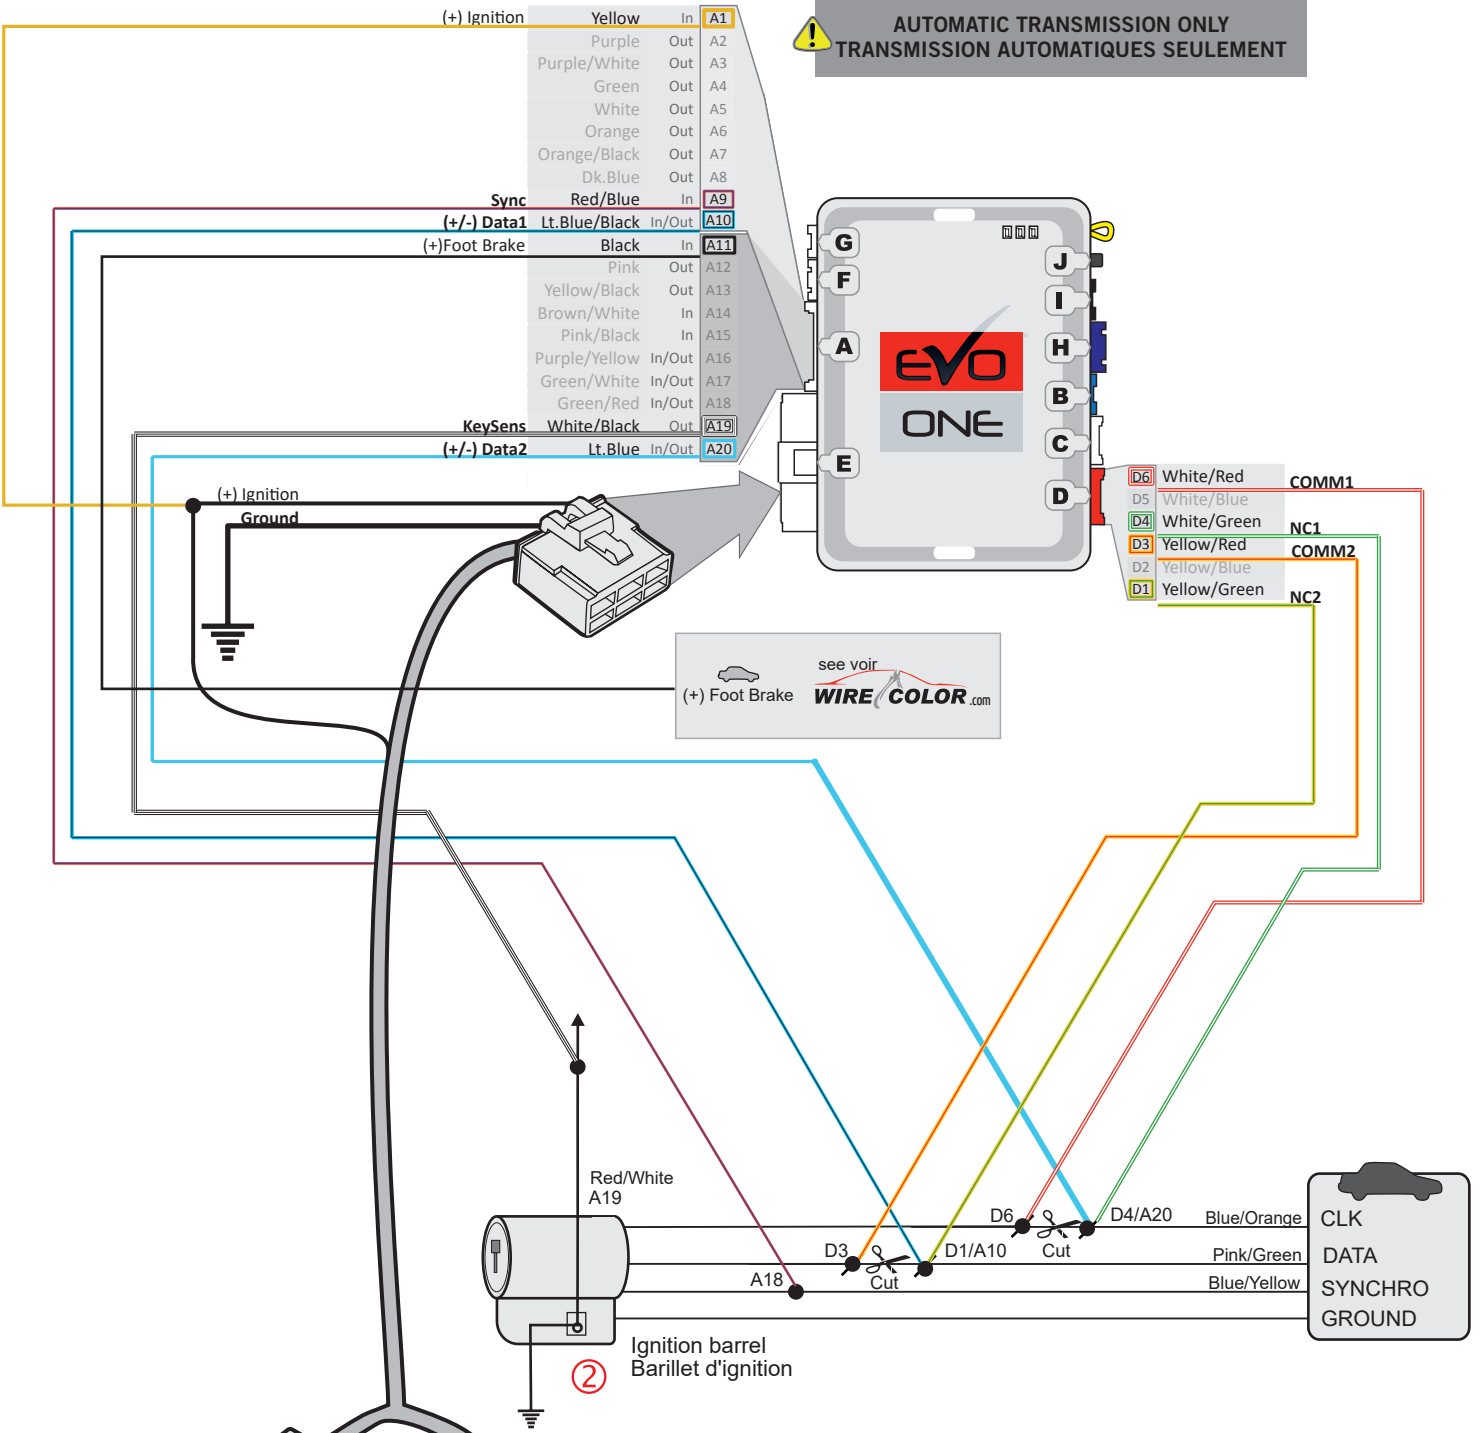 AUTOMATIC TRANSMISSION ONLY
TRANSMISSION AUTOMATIQUES SEULEMENT
(+) Ignition Yellow In A1
Purple Out A2
Purple/White Out A3
Green Out A4
White Out A5
Orange Out A6
Orange/Black Out A7
Dk.Blue Out A8
Sync Red/Blue In A9
(+/-) Data1 Lt.Blue/Black In/Out A10
(+)Foot Brake Black In A11
Pink Out A12
Yellow/Black Out A13
Brown/White In A14
Pink/Black In A15
Purple/Yellow In/Out A16
Green/White In/Out A17
Green/Red In/Out A18
KeySens White/Black Out A19
(+/-) Data2 Lt.Blue In/Out A20
G
F
A
E
J
I
H
B
C
D
EVO
ONE
D6 White/Red COMM1
D5 White/Blue
D4 White/Green NC1
D3 Yellow/Red COMM2
D2 Yellow/Blue
D1 Yellow/Green NC2
(+) Ignition
Ground
(+) Foot Brake
see voir
WIRE COLOR .com
Red/White
A19
D6
Cut
D4/A20
Blue/Orange
CLK
D3
Cut
D1/A10
Pink/Green
DATA
A18
Blue/Yellow
SYNCHRO
GROUND
Ignition barrel
Barillet d'ignition
2